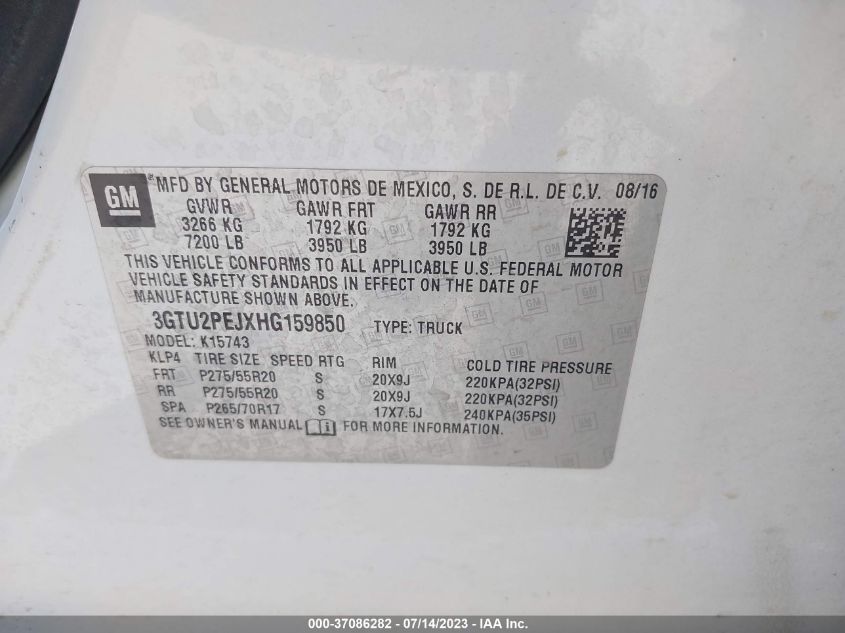 GM
MFD BY GENERAL MOTORS DE MEXICO, S. DE R.L. DE C.V. 08/16
GVWR GAWR FRT GAWR RR
3266 KG 1792 KG 1792 KG
7200 LB 3950 LB 3950 LB
THIS VEHICLE CONFORMS TO ALL APPLICABLE U.S. FEDERAL MOTOR
VEHICLE SAFETY STANDARDS IN EFFECT ON THE DATE OF
MANUFACTURE SHOWN ABOVE.
3GTU2PEJXHG159850 TYPE: TRUCK
MODEL: K15743
KLP4 TIRE SIZE SPEED RTG RIM COLD TIRE PRESSURE
FRT P275/55R20 S 20X9J 220KPA(32PSI)
RR P275/55R20 S 20X9J 220KPA(32PSI)
SPA P265/70R17 S 17X7.5J 240KPA(35PSI)
SEE OWNER'S MANUAL i FOR MORE INFORMATION.
000-37086282 - 07/14/2023 - IAA Inc.